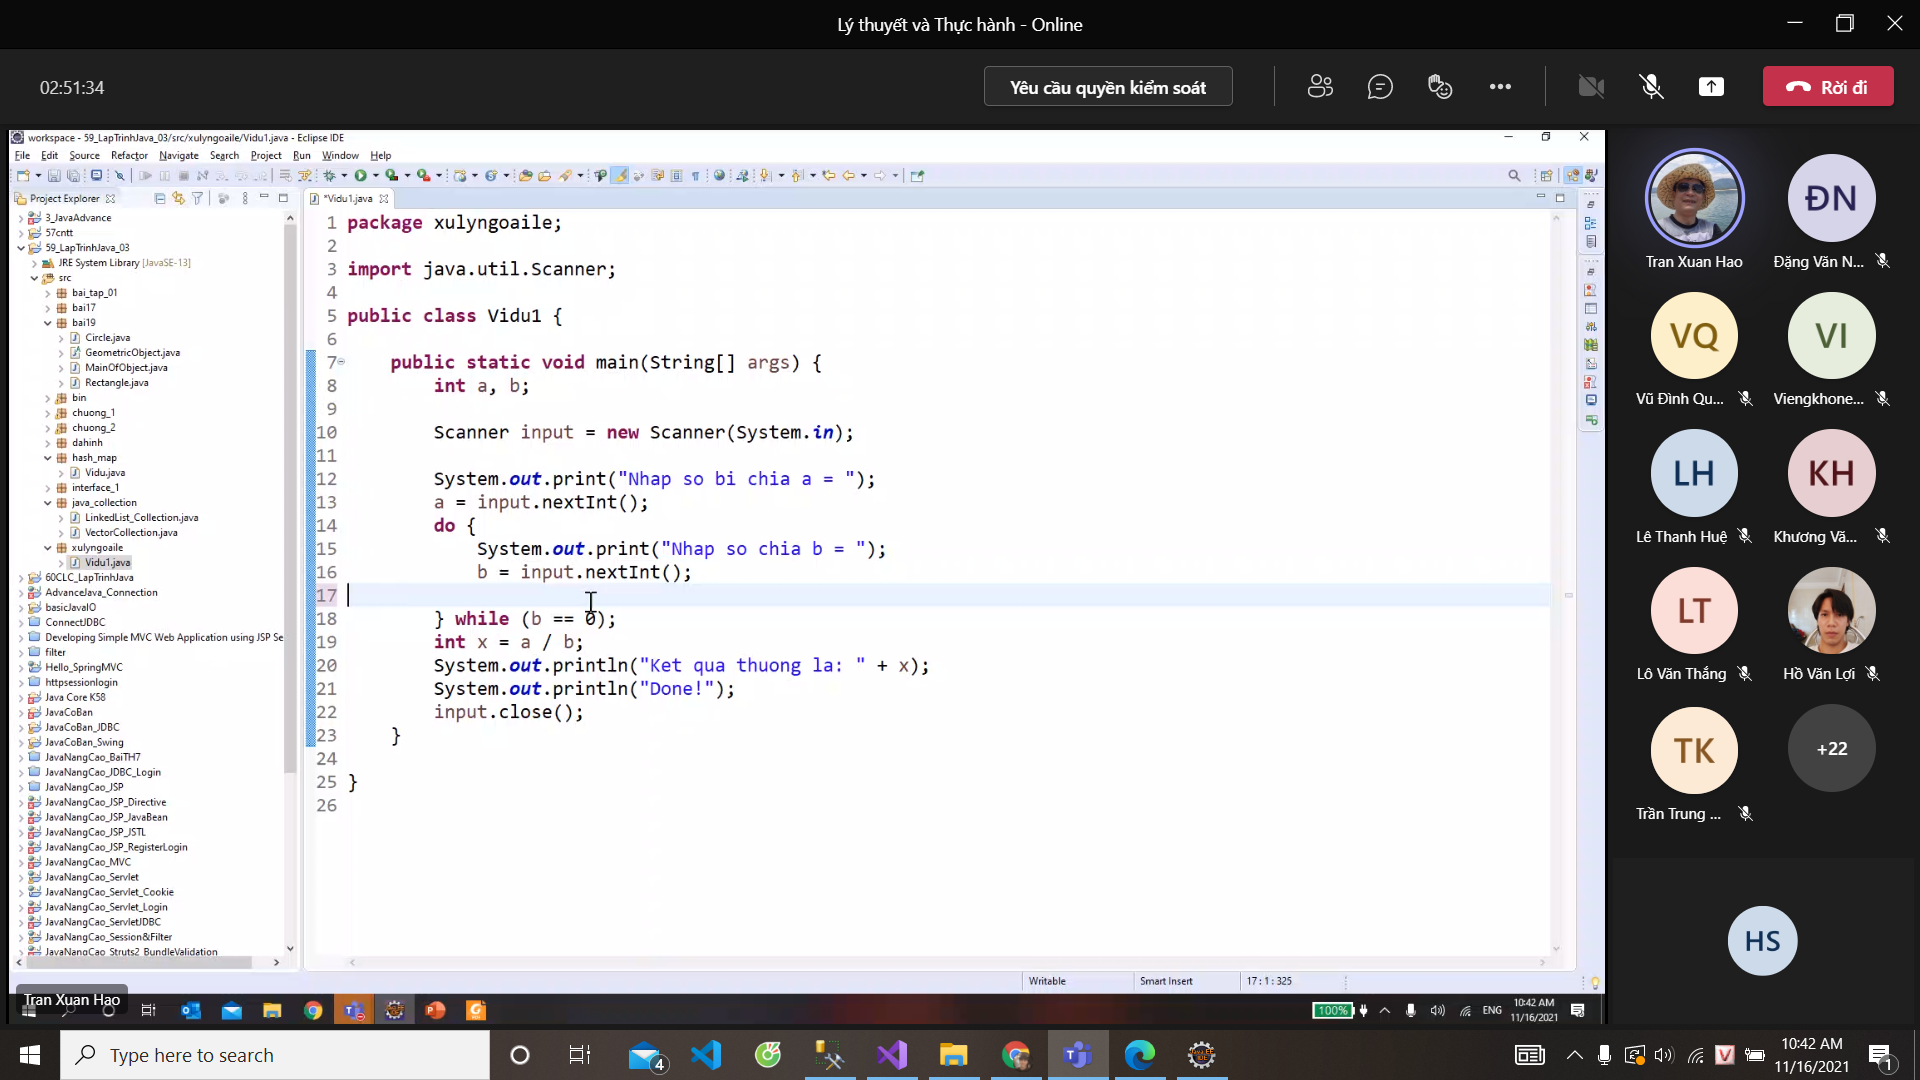 Lý thuyết và Thực hành - Online
02:51:34
Yêu cầu quyền kiểm soát
Rời đi
workspace - 59_LapTrinhJava_03/src/xulyngoaile/Vidu1.java - Eclipse IDE
File Edit Source Refactor Navigate Search Project Run Window Help
Project Explorer
3_JavaAdvance
57cntt
59_LapTrinhJava_03
JRE System Library [JavaSE-13]
src
bai_tap_01
bai17
bai19
Circle.java
GeometricObject.java
MainOfObject.java
Rectangle.java
bin
chuong_1
chuong_2
dahinh
hash_map
Vidu.java
interface_1
java_collection
LinkedList_Collection.java
VectorCollection.java
xulyngoaile
Vidu1.java
60CLC_LapTrinhJava
AdvanceJava_Connection
basicJavaIO
ConnectJDBC
Developing Simple MVC Web Application using JSP Se
filter
Hello_SpringMVC
httpsessionlogin
Java Core K58
JavaCoBan
JavaCoBan_JDBC
JavaCoBan_Swing
JavaNangCao_BaiTH7
JavaNangCao_JDBC_Login
JavaNangCao_JSP
JavaNangCao_JSP_Directive
JavaNangCao_JSP_JavaBean
JavaNangCao_JSP_JSTL
JavaNangCao_JSP_RegisterLogin
JavaNangCao_MVC
JavaNangCao_Servlet
JavaNangCao_Servlet_Cookie
JavaNangCao_Servlet_Login
JavaNangCao_ServletJDBC
JavaNangCao_Session&Filter
JavaNangCao_Struts2_BundleValidation
*Vidu1.java
1 package xulyngoaile;
2
3 import java.util.Scanner;
4
5 public class Vidu1 {
6
7 public static void main(String[] args) {
8 int a, b;
9
10 Scanner input = new Scanner(System.in);
11
12 System.out.print("Nhap so bi chia a = ");
13 a = input.nextInt();
14 do {
15 System.out.print("Nhap so chia b = ");
16 b = input.nextInt();
17
18 } while (b == 0);
19 int x = a / b;
20 System.out.println("Ket qua thuong la: " + x);
21 System.out.println("Done!");
22 input.close();
23 }
24
25 }
26
Writable
Smart Insert
17 : 1 : 325
Tran Xuan Hao
100%
ENG
10:42 AM
11/16/2021
Tran Xuan Hao
ĐN
Đặng Văn N...
VQ
Vũ Đình Qu...
VI
Viengkhone...
LH
Lê Thanh Huệ
KH
Khương Vă...
LT
Lô Văn Thắng
Hồ Văn Lợi
TK
Trần Trung ...
+22
HS
Type here to search
4
V
10:42 AM
11/16/2021
1